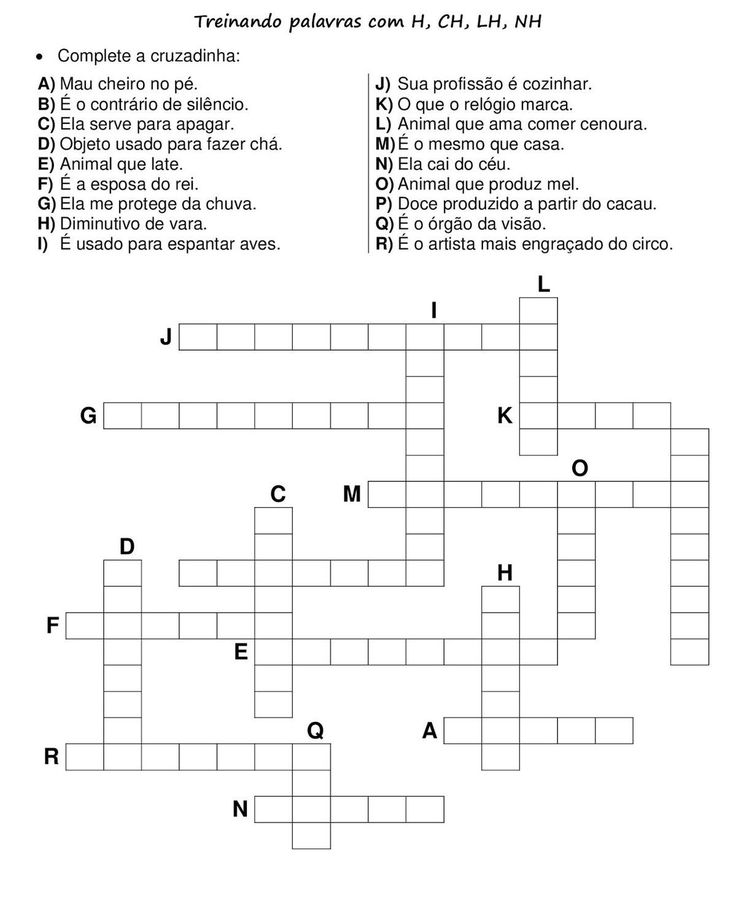 Treinando palavras com H, CH, LH, NH
• Complete a cruzadinha:
A) Mau cheiro no pé.
B) É o contrário de silêncio.
C) Ela serve para apagar.
D) Objeto usado para fazer chá.
E) Animal que late.
F) É a esposa do rei.
G) Ela me protege da chuva.
H) Diminutivo de vara.
I) É usado para espantar aves.
J) Sua profissão é cozinhar.
K) O que o relógio marca.
L) Animal que ama comer cenoura.
M) É o mesmo que casa.
N) Ela cai do céu.
O) Animal que produz mel.
P) Doce produzido a partir do cacau.
Q) É o órgão da visão.
R) É o artista mais engraçado do circo.
L
I
J
G
K
O
C
M
D
H
F
E
Q
A
R
N